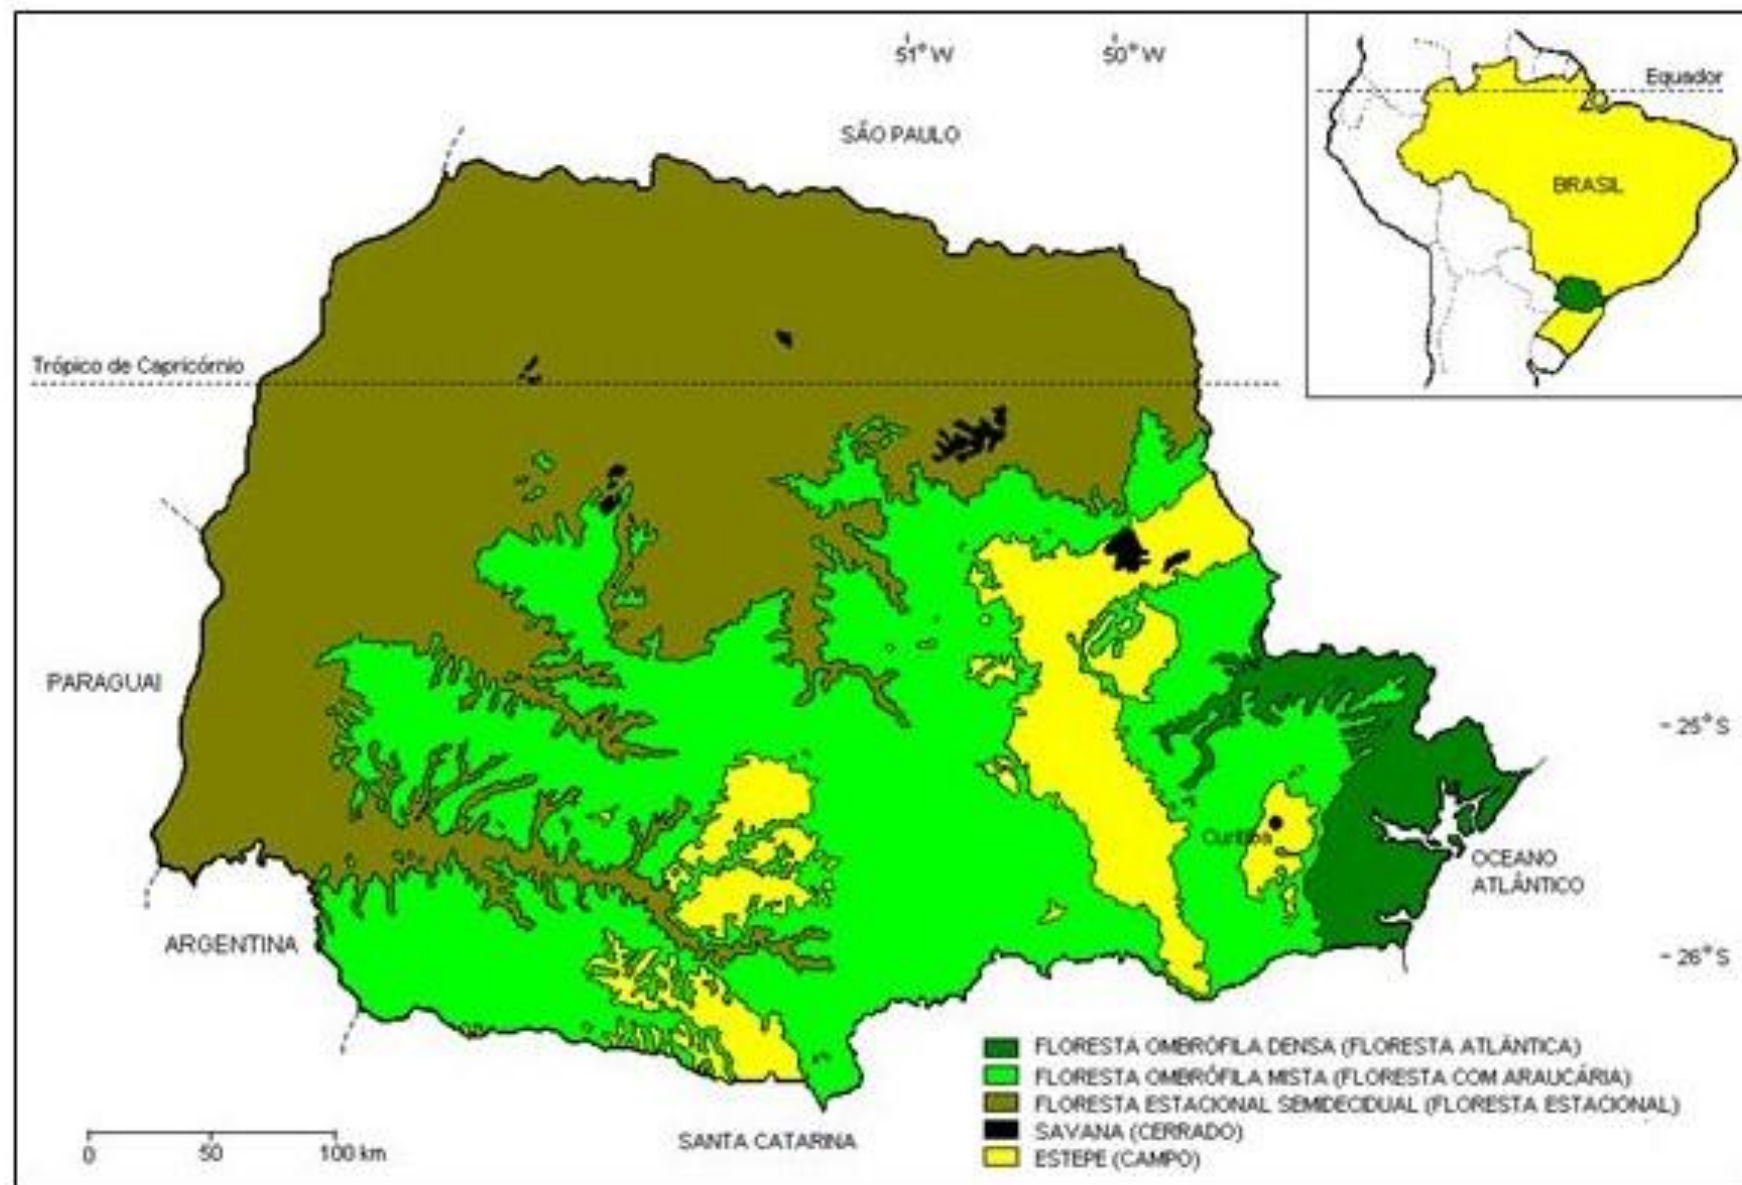 51° W
50° W
SÃO PAULO
Equador
BRASIL
Trópico de Capricórnio
PARAGUAI
- 25° S
Curitiba
OCEANO
ATLÂNTICO
ARGENTINA
- 26° S
FLORESTA OMBRÓFILA DENSA (FLORESTA ATLÂNTICA)
FLORESTA OMBRÓFILA MISTA (FLORESTA COM ARAUCÁRIA)
FLORESTA ESTACIONAL SEMIDECIDUAL (FLORESTA ESTACIONAL)
SAVANA (CERRADO)
ESTEPE (CAMPO)
SANTA CATARINA
0 50 100 km